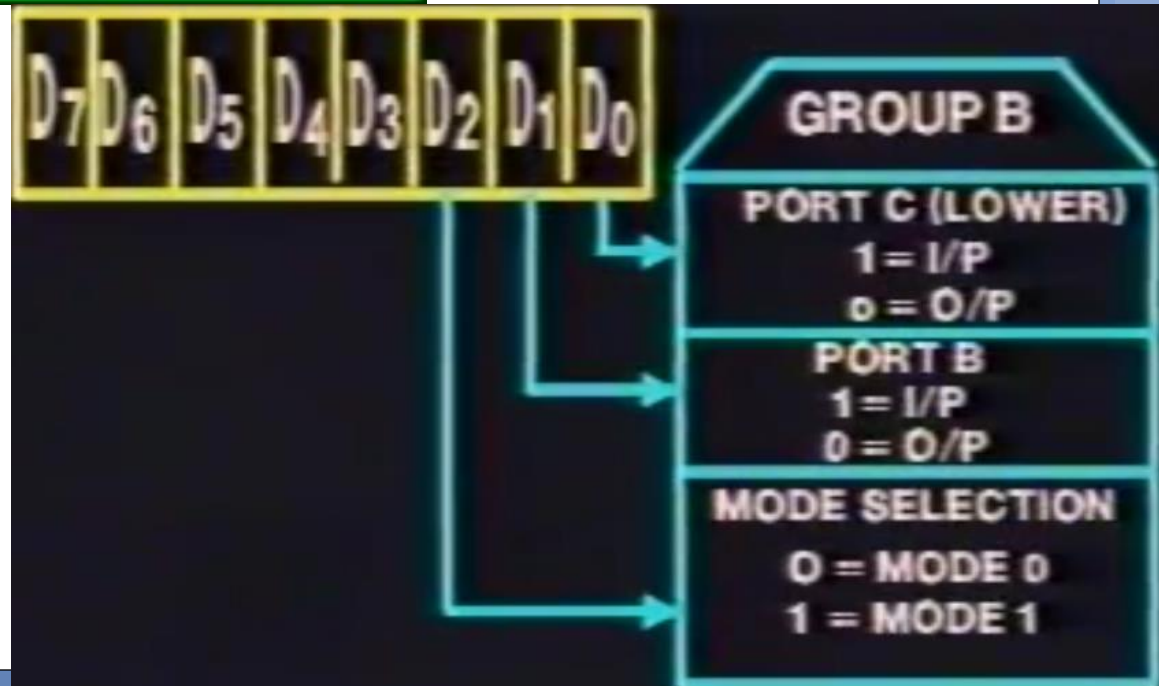 D7 D6 D5 D4 D3 D2 D1 D0
GROUP B
PORT C (LOWER)
1 = I/P
o = O/P
PORT B
1 = I/P
0 = O/P
MODE SELECTION
O = MODE 0
1 = MODE 1